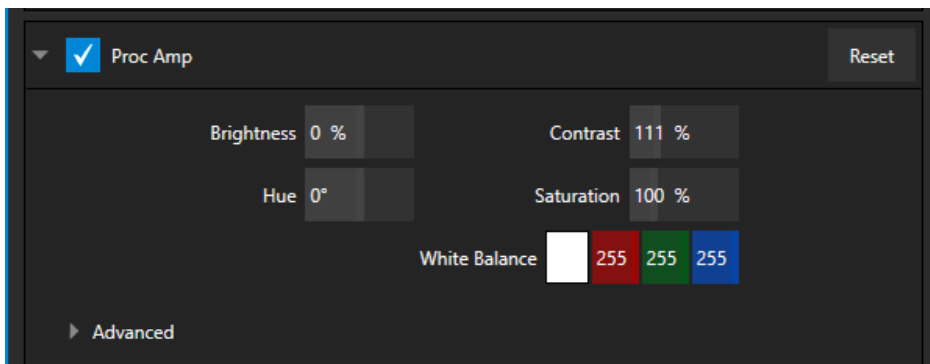 Proc Amp Reset
Brightness 0 % Contrast 111 %
Hue 0° Saturation 100 %
White Balance 255 255 255
Advanced